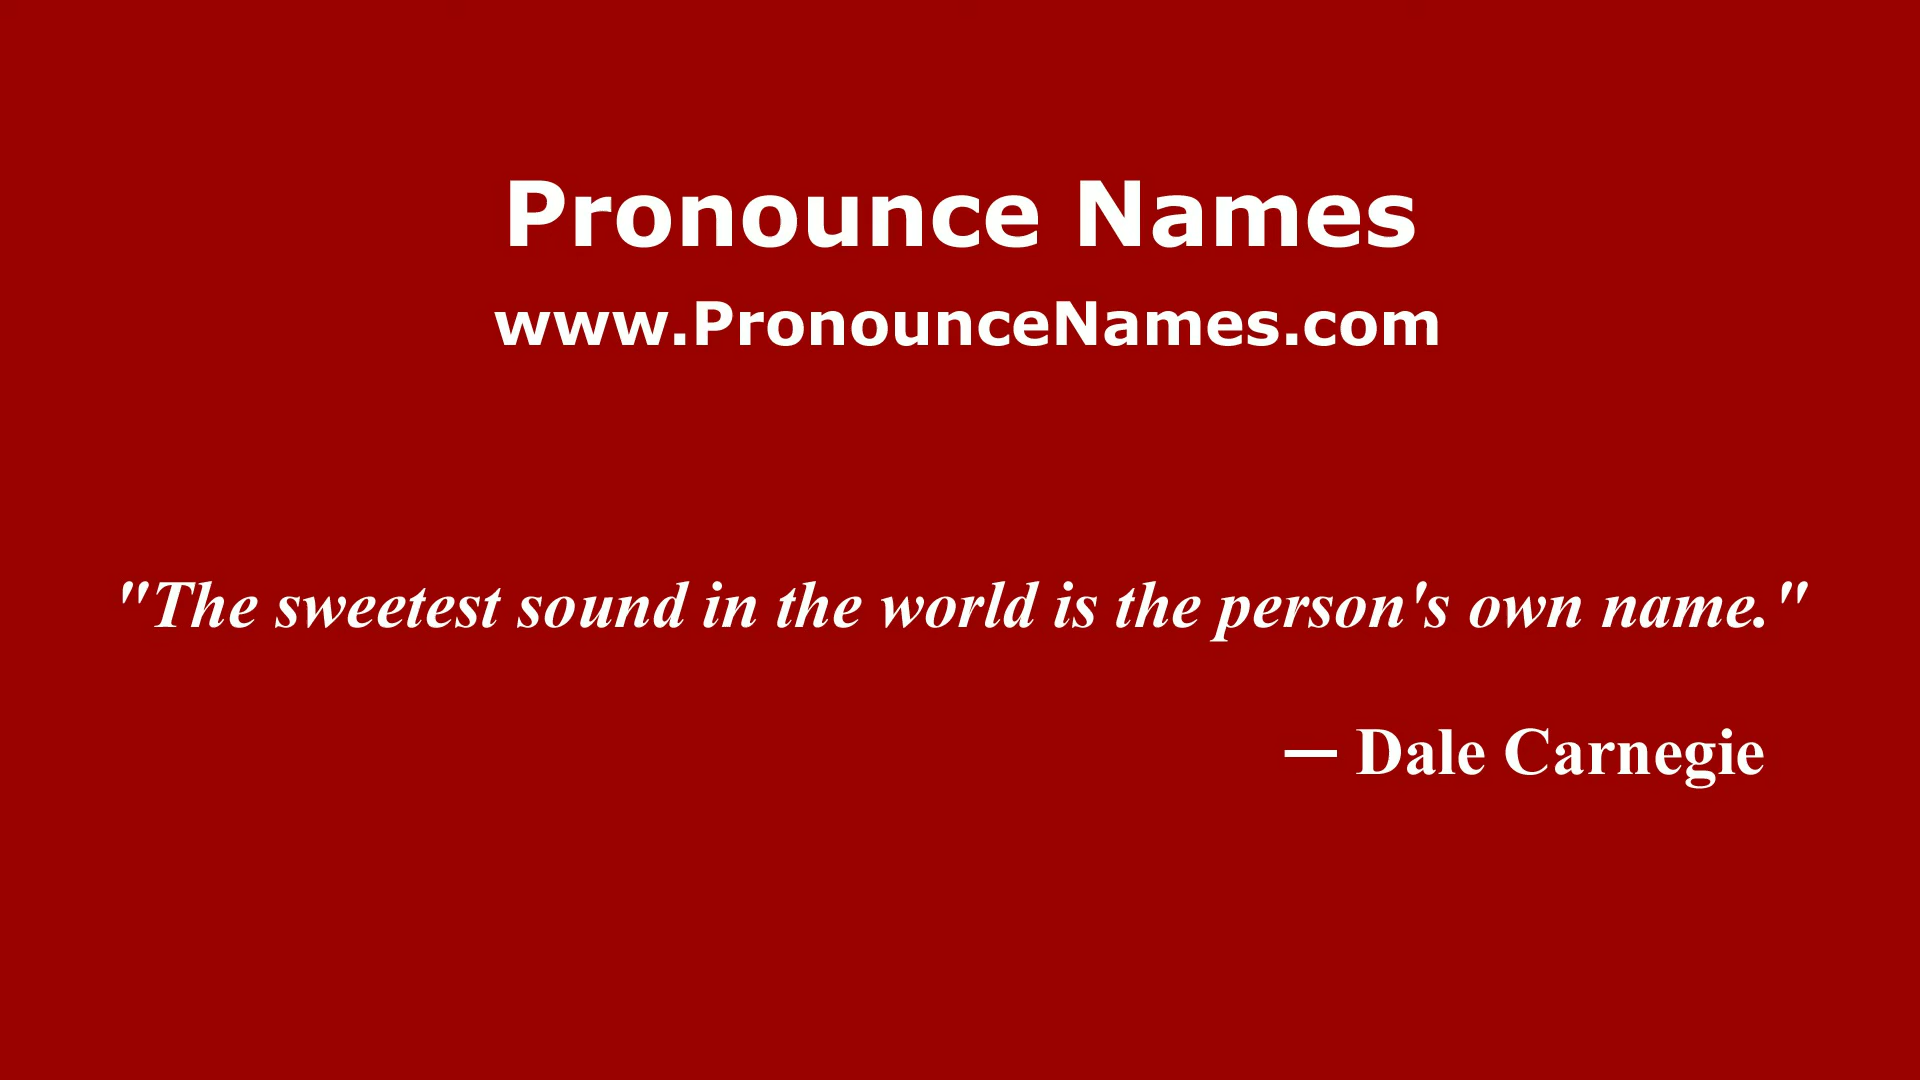 Pronounce Names
www.PronounceNames.com
"The sweetest sound in the world is the person's own name."
— Dale Carnegie